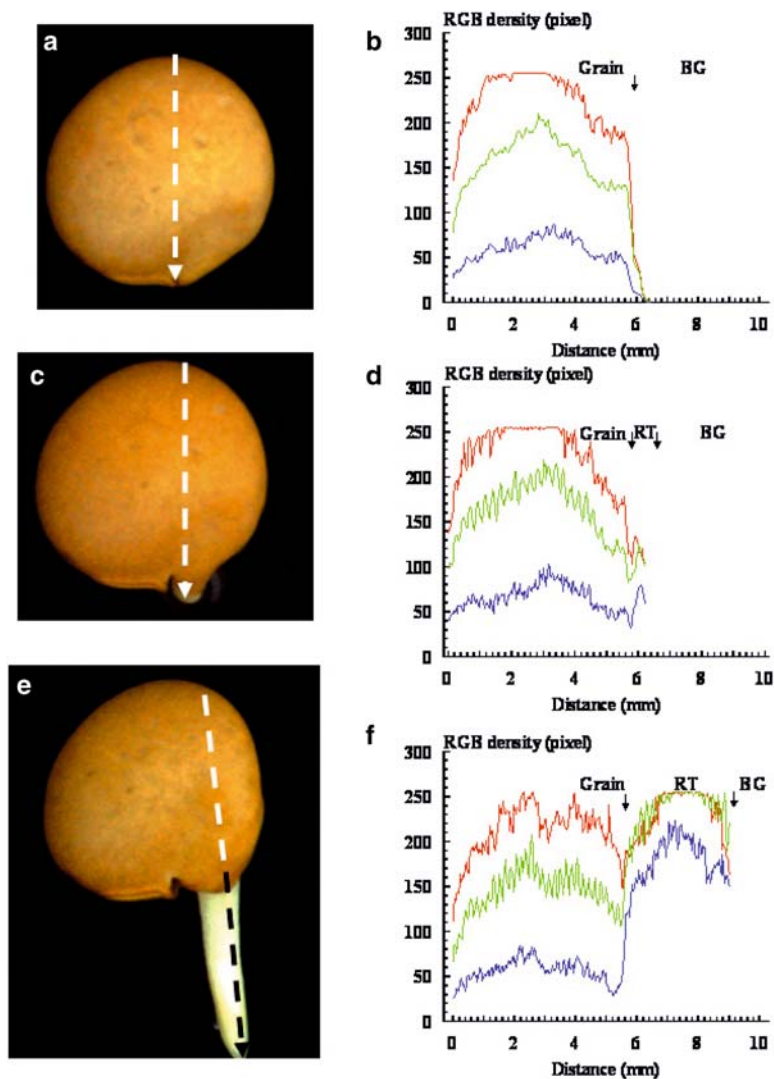 a
b
RGB density (pixel)
300
250
200
150
100
50
0
Grain
BG
0 2 4 6 8 10
Distance (mm)
c
d
RGB density (pixel)
300
250
200
150
100
50
0
Grain RT
BG
0 2 4 6 8 10
Distance (mm)
e
f
RGB density (pixel)
300
250
200
150
100
50
0
Grain RT BG
0 2 4 6 8 10
Distance (mm)